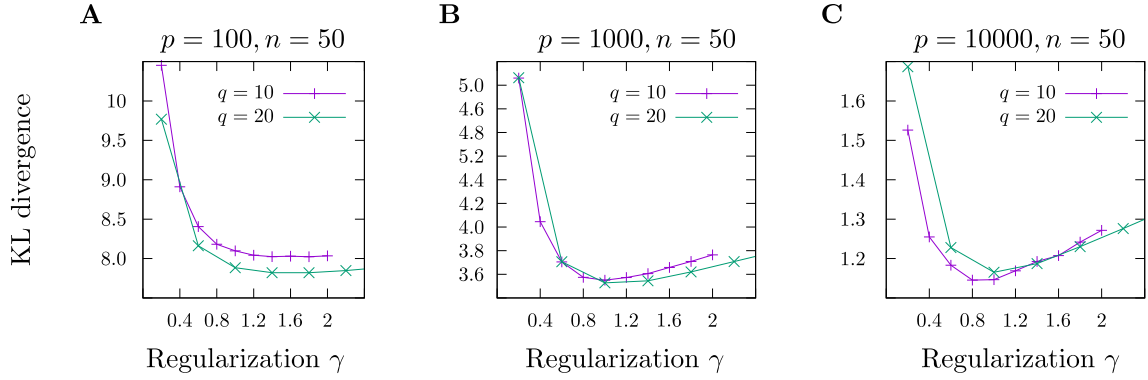 A
B
C
p = 100, n = 50
p = 1000, n = 50
p = 10000, n = 50
KL divergence
10
9.5
9.0
8.5
8.0
q = 10
q = 20
0.4 0.8 1.2 1.6 2
Regularization γ
5.0
4.6
4.8
5.2
4.4
4.2
4.0
3.8
3.6
q = 10
q = 20
0.4 0.8 1.2 1.6 2
Regularization γ
1.6
1.5
1.4
1.3
1.2
q = 10
q = 20
0.4 0.8 1.2 1.6 2
Regularization γ